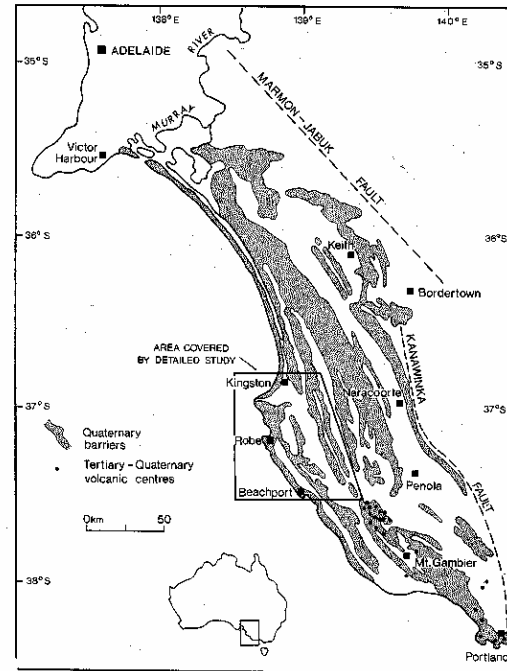 138°E
139°E
140°E
35°S
35°S
ADELAIDE
RIVER
MURRAY
MARMON-JABUK
FAULT
Victor
Harbour
36°S
36°S
Keith
Bordertown
AREA COVERED
BY DETAILED STUDY
KANAWINKA
FAULT
Kingston
Naracoorte
37°S
37°S
Robe
Quaternary
barriers
Tertiary-Quaternary
volcanic centres
Beachport
Penola
0km 50
Mt. Gambier
38°S
38°S
Portland